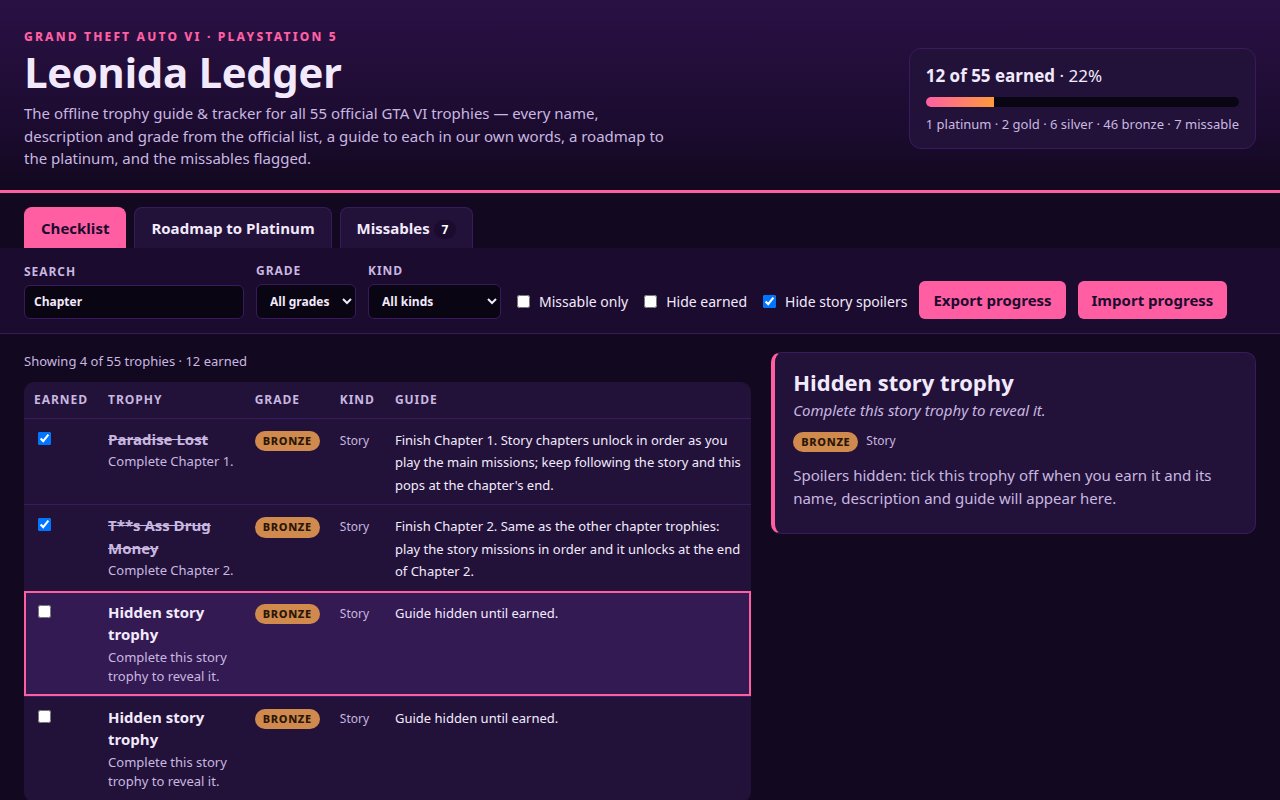 GRAND THEFT AUTO VI · PLAYSTATION 5
Leonida Ledger
The offline trophy guide & tracker for all 55 official GTA VI trophies — every name,
description and grade from the official list, a guide to each in our own words, a roadmap to
the platinum, and the missables flagged.
12 of 55 earned · 22%
1 platinum · 2 gold · 6 silver · 46 bronze · 7 missable
Checklist
Roadmap to Platinum
Missables 7
SEARCH
GRADE
KIND
Chapter
All grades
All kinds
Missable only
Hide earned
Hide story spoilers
Export progress
Import progress
Showing 4 of 55 trophies · 12 earned
EARNED TROPHY GRADE KIND GUIDE
Paradise Lost
Complete Chapter 1.
BRONZE
Story
Finish Chapter 1. Story chapters unlock in order as you
play the main missions; keep following the story and this
pops at the chapter's end.
T**s Ass Drug
Money
Complete Chapter 2.
BRONZE
Story
Finish Chapter 2. Same as the other chapter trophies:
play the story missions in order and it unlocks at the end
of Chapter 2.
Hidden story
trophy
Complete this story
trophy to reveal it.
BRONZE
Story
Guide hidden until earned.
Hidden story
trophy
Complete this story
trophy to reveal it.
BRONZE
Story
Guide hidden until earned.
Hidden story trophy
Complete this story trophy to reveal it.
BRONZE
Story
Spoilers hidden: tick this trophy off when you earn it and its
name, description and guide will appear here.